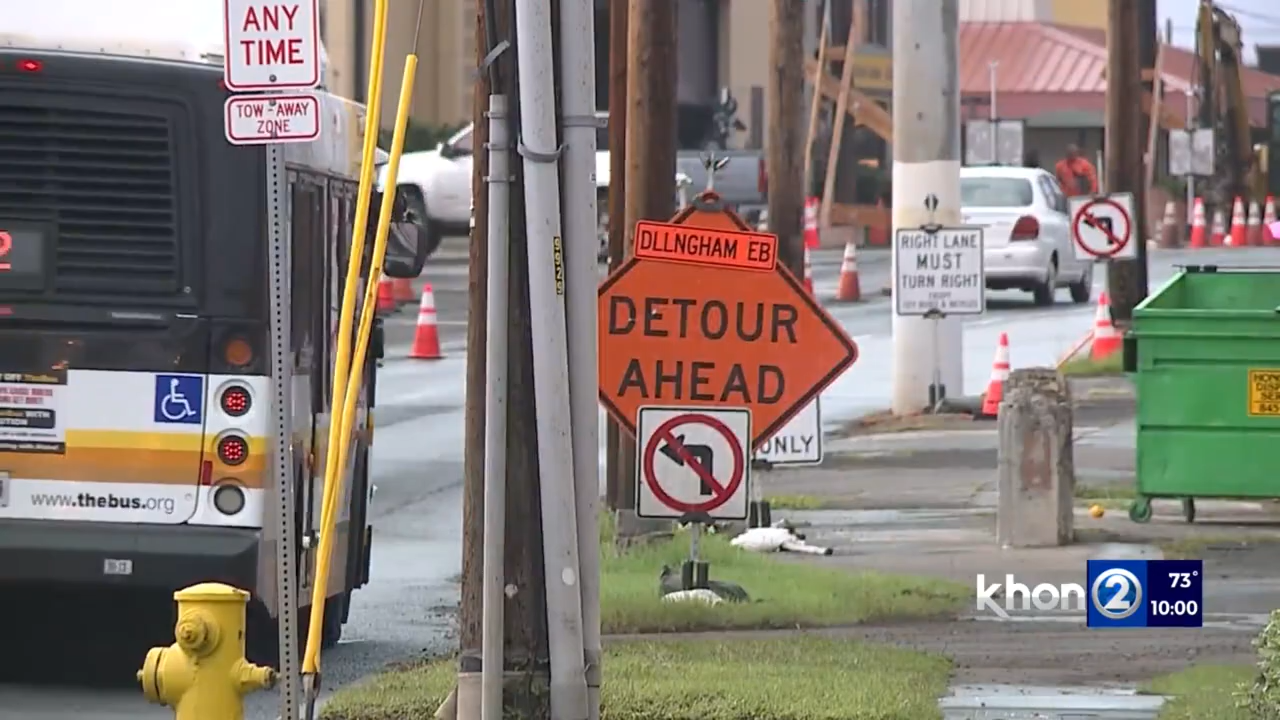 ANY
TIME
TOW-AWAY
ZONE
2
www.thebus.org
DLLNGHAM EB
DETOUR
AHEAD
ONLY
RIGHT LANE
MUST
TURN RIGHT
khon 2
73°
10:00